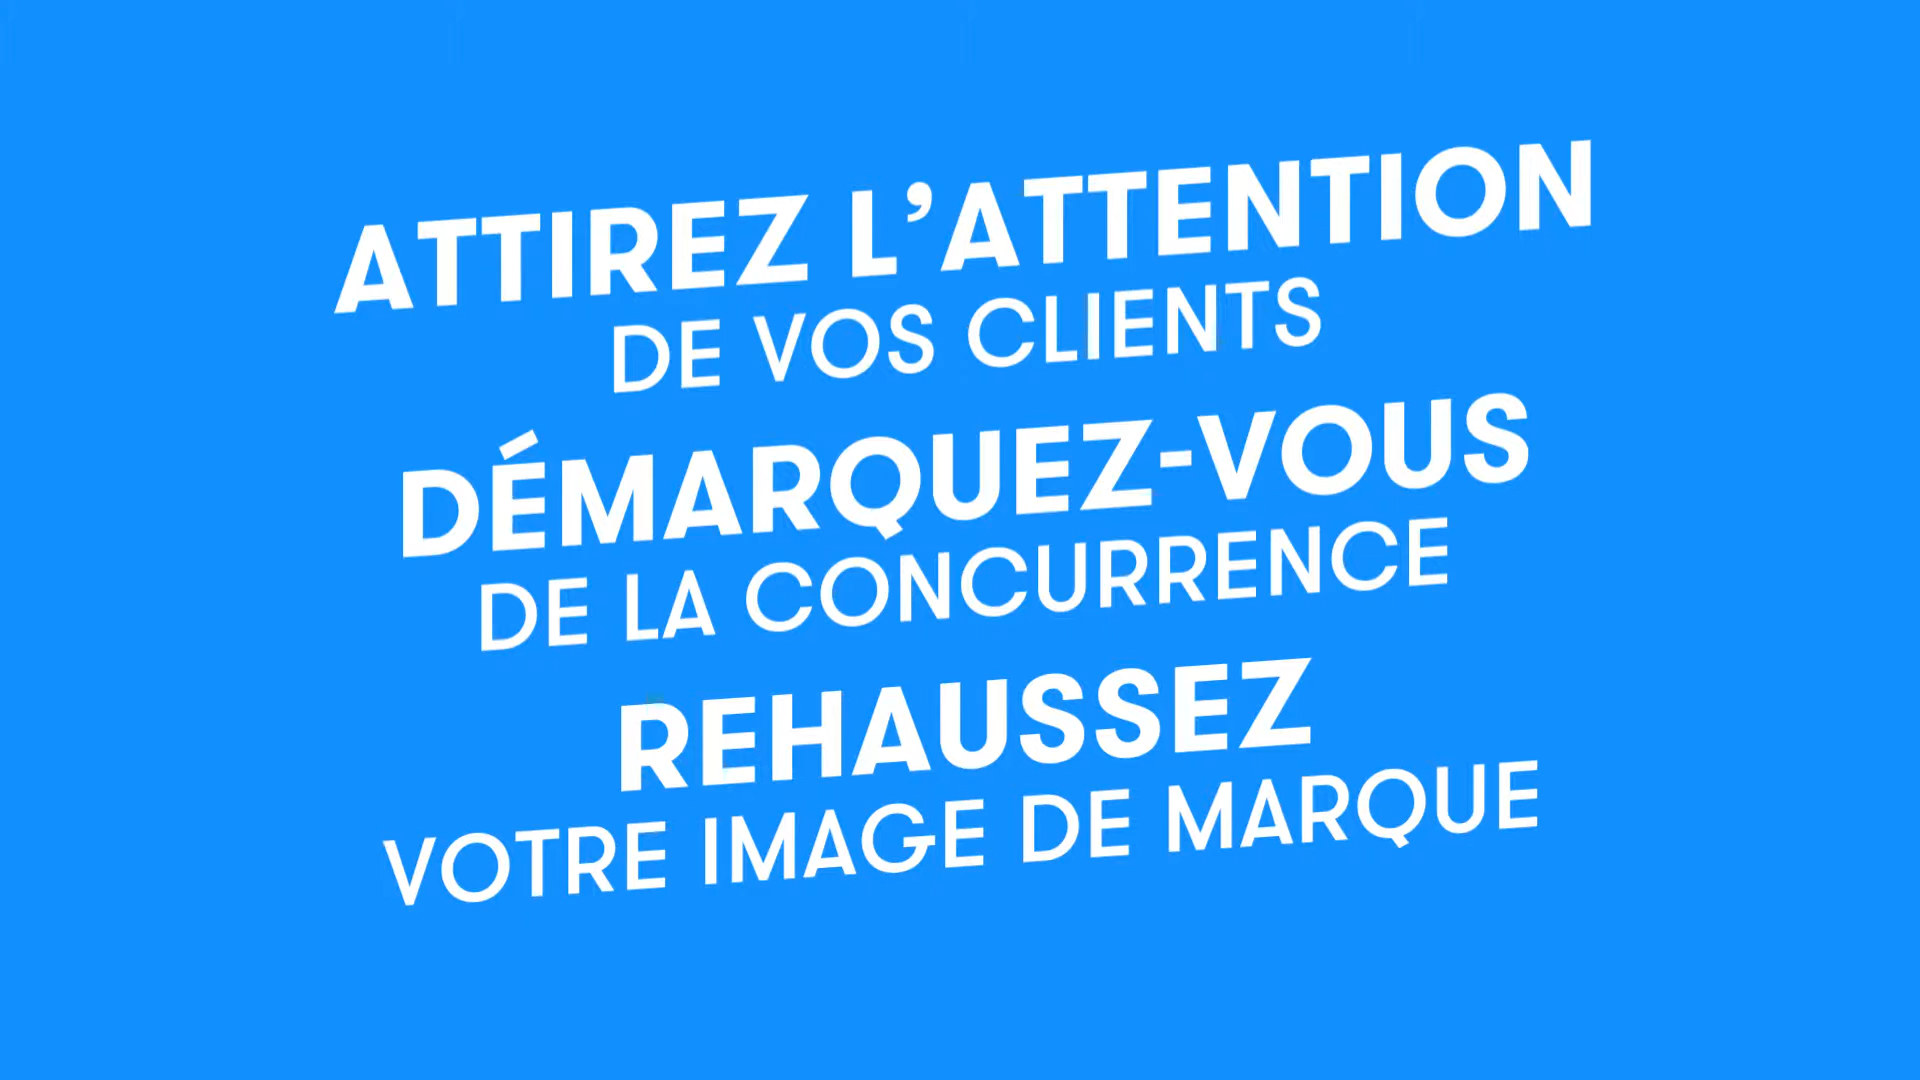 ATTIREZ L’ATTENTION
DE VOS CLIENTS
DÉMARQUEZ-VOUS
DE LA CONCURRENCE
REHAUSSEZ
VOTRE IMAGE DE MARQUE